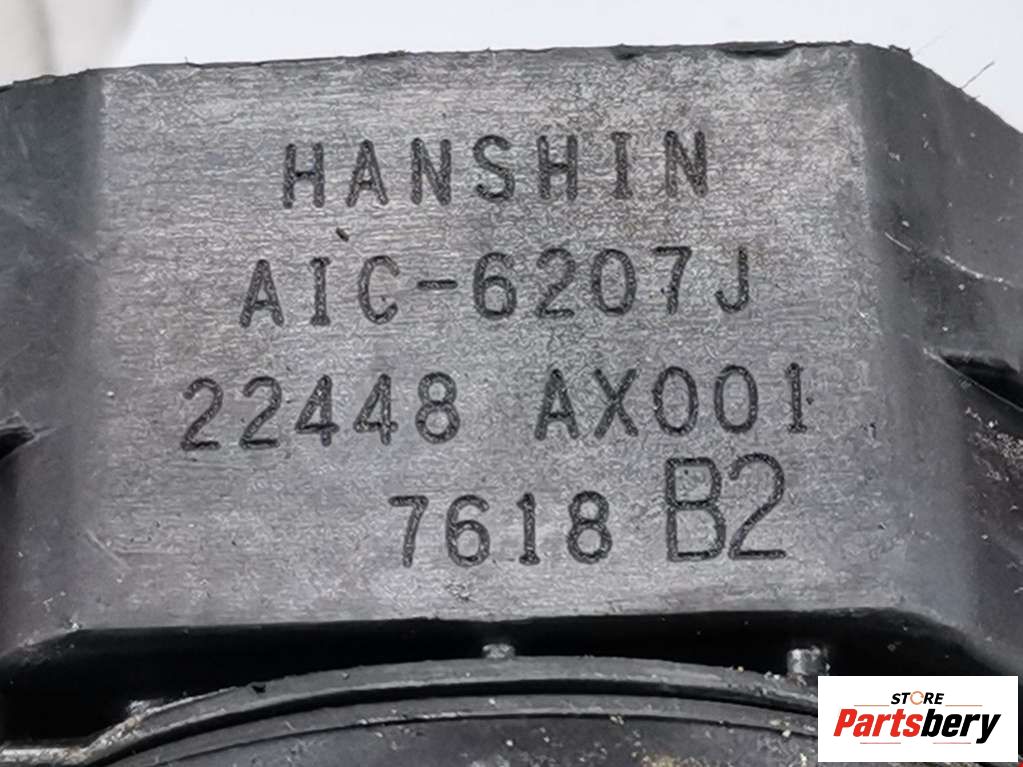 HANSHIN
AIC-6207J
22448 AX001
7618 B2
STORE
Partsbery